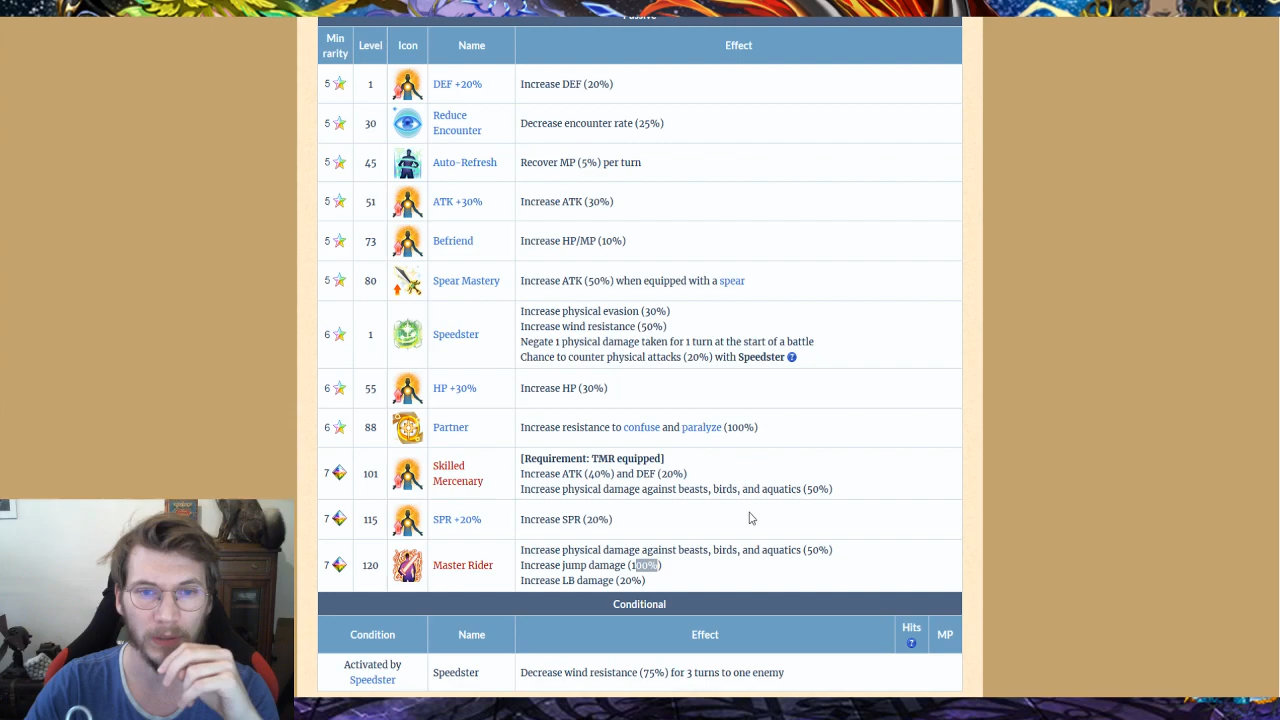 Passive
Min rarity Level Icon Name Effect
5 1 DEF +20% Increase DEF (20%)
5 30 Reduce Encounter Decrease encounter rate (25%)
5 45 Auto-Refresh Recover MP (5%) per turn
5 51 ATK +30% Increase ATK (30%)
5 73 Befriend Increase HP/MP (10%)
5 80 Spear Mastery Increase ATK (50%) when equipped with a spear
6 1 Speedster Increase physical evasion (30%)
Increase wind resistance (50%)
Negate 1 physical damage taken for 1 turn at the start of a battle
Chance to counter physical attacks (20%) with Speedster ?
6 55 HP +30% Increase HP (30%)
6 88 Partner Increase resistance to confuse and paralyze (100%)
7 101 Skilled Mercenary [Requirement: TMR equipped]
Increase ATK (40%) and DEF (20%)
Increase physical damage against beasts, birds, and aquatics (50%)
7 115 SPR +20% Increase SPR (20%)
7 120 Master Rider Increase physical damage against beasts, birds, and aquatics (50%)
Increase jump damage (100%)
Increase LB damage (20%)
Conditional
Condition Name Effect Hits ? MP
Activated by Speedster Speedster Decrease wind resistance (75%) for 3 turns to one enemy